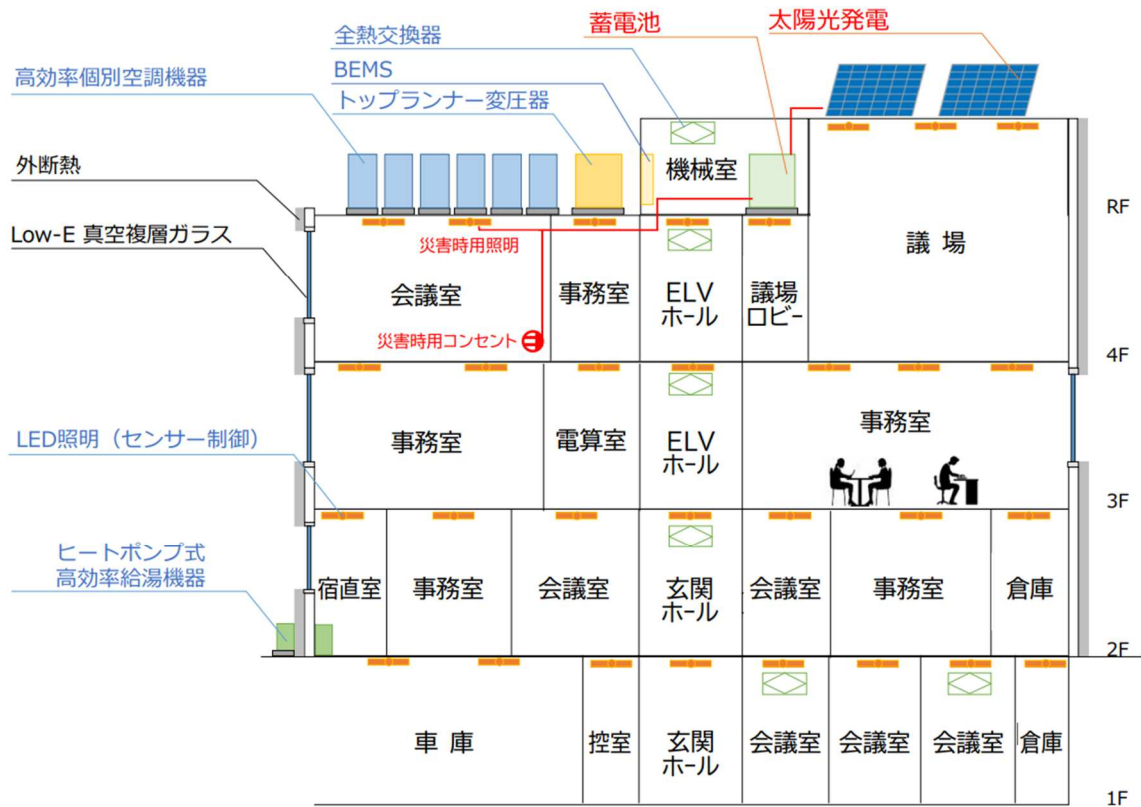 全熱交換器
蓄電池
太陽光発電
高効率個別空調機器
BEMS
トップランナー変圧器
外断熱
機械室
RF
Low-E 真空複層ガラス
災害時用照明
議 場
会議室
事務室
ELV
ホール
議場
ロビー
災害時用コンセント
4F
LED照明（センサー制御）
事務室
電算室
ELV
ホール
事務室
3F
ヒートポンプ式
高効率給湯機器
宿直室
事務室
会議室
玄関
ホール
会議室
事務室
倉庫
2F
車 庫
控室
玄関
ホール
会議室
会議室
会議室
倉庫
1F